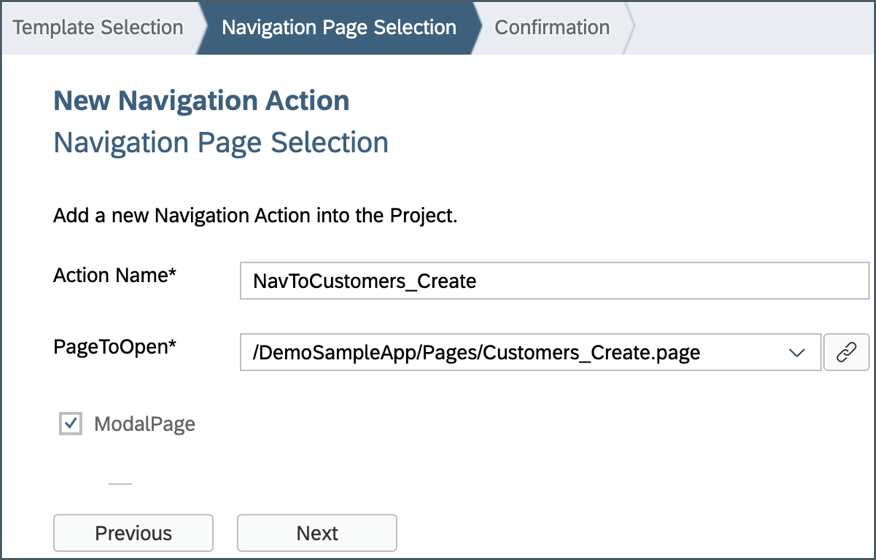 Template Selection
Navigation Page Selection
Confirmation
New Navigation Action
Navigation Page Selection
Add a new Navigation Action into the Project.
Action Name*
NavToCustomers_Create
PageToOpen*
/DemoSampleApp/Pages/Customers_Create.page
ModalPage
Previous
Next